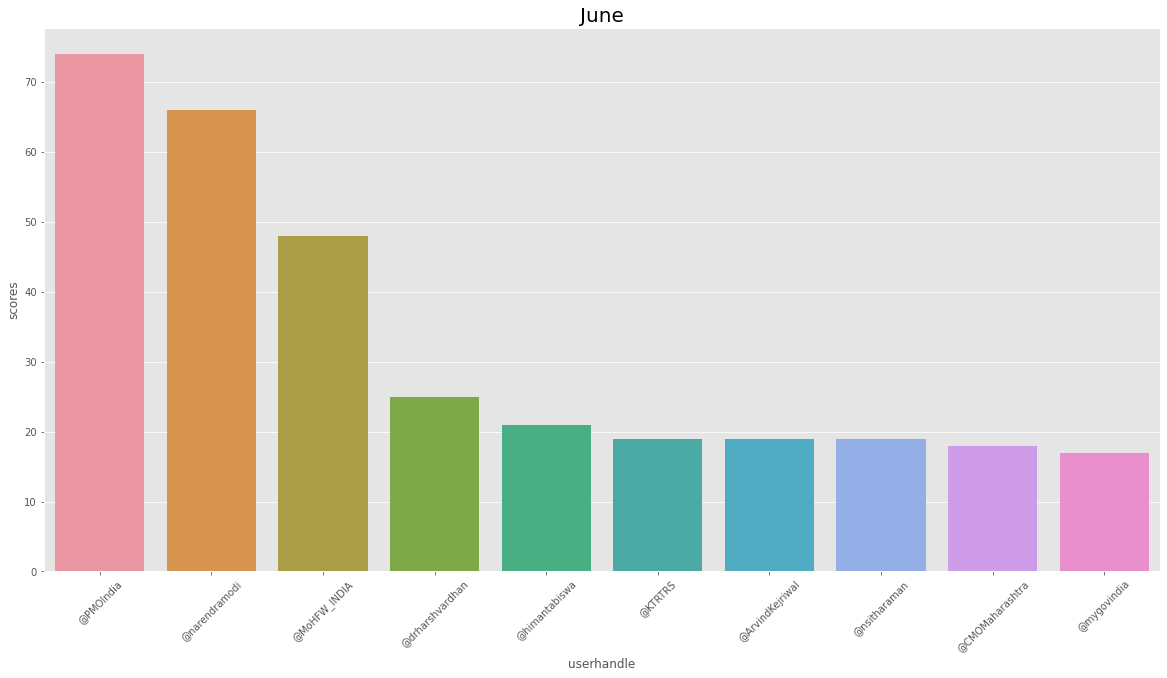 June
scores
70
60
50
40
30
20
10
0
@PMOIndia
@narendramodi
@MoHFW_INDIA
@drharshvardhan
@himantabiswa
@KTRTRS
@ArvindKejriwal
@nsitharaman
@CMOMaharashtra
@mygovindia
userhandle